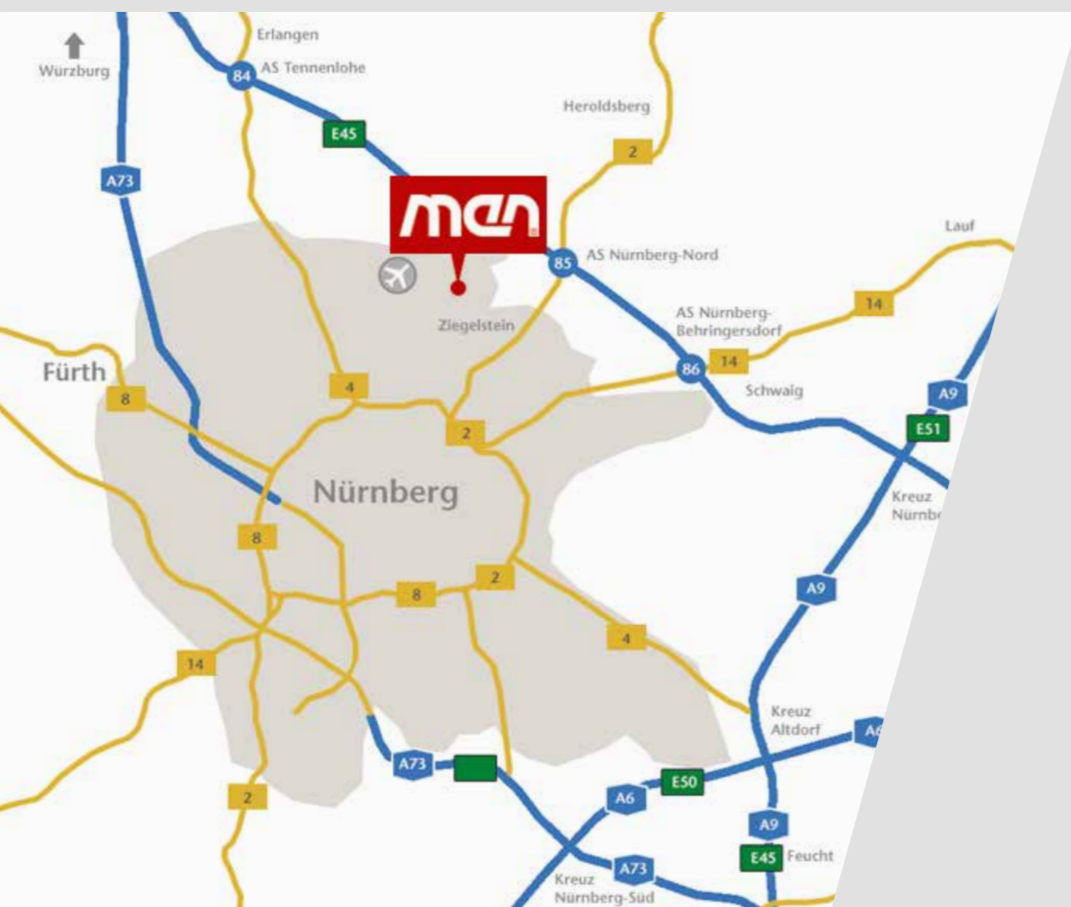 Erlangen
Würzburg
84
AS Tennenlohe
Heroldsberg
E45
2
A73
men
Lauf
85
AS Nürnberg-Nord
14
AS Nürnberg-
Behringersdorf
Ziegelstein
86
14
Fürth
8
4
Schwaig
A9
E51
2
Nürnberg
Kreuz
Nürnbe
8
2
A9
8
4
14
Kreuz
Altdorf
A6
A73
E50
2
A6
A9
E45
Feucht
A73
Kreuz
Nürnberg-Süd